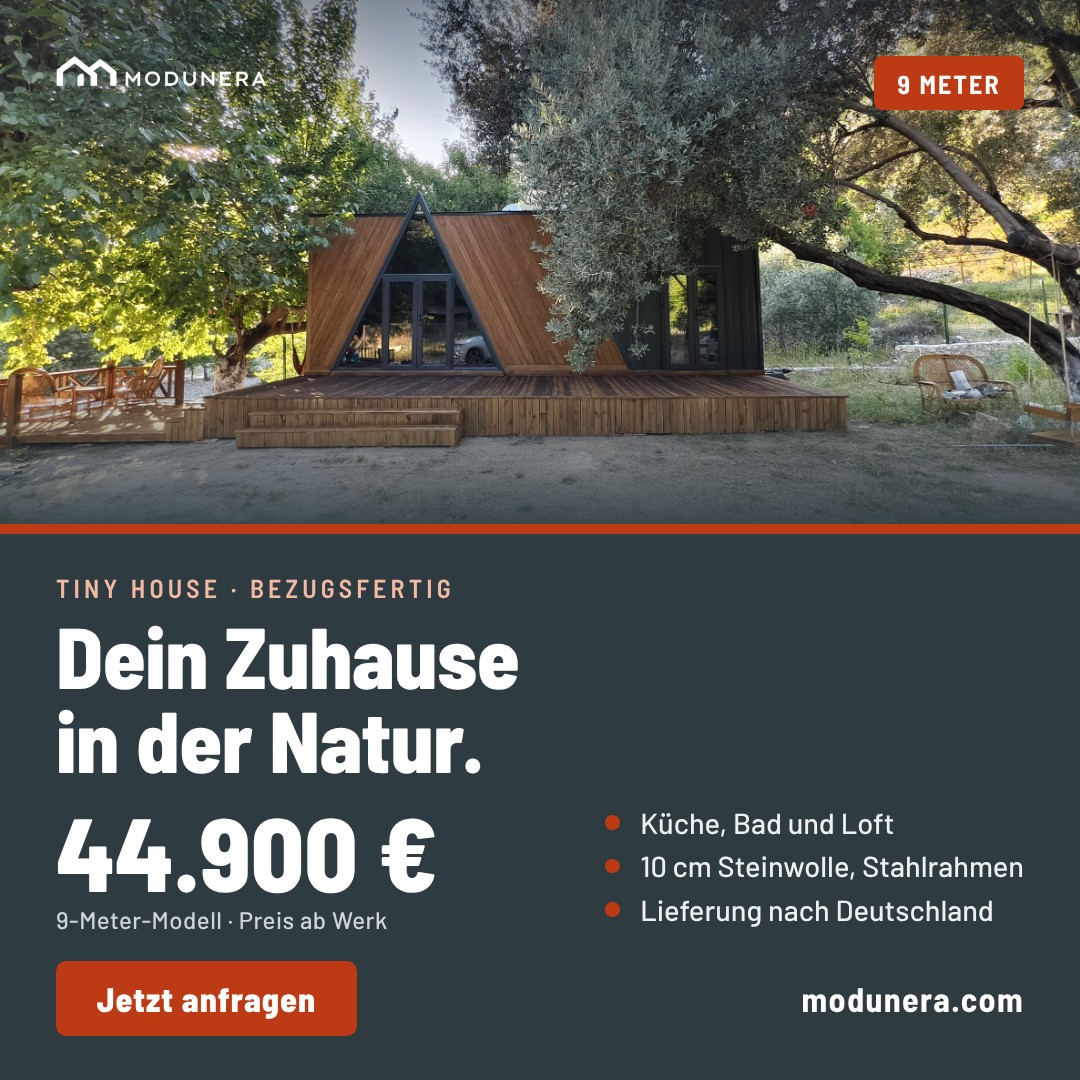 MODUNERA
9 METER
TINY HOUSE · BEZUGSFERTIG
Dein Zuhause
in der Natur.
44.900 €
9-Meter-Modell · Preis ab Werk
Küche, Bad und Loft
10 cm Steinwolle, Stahlrahmen
Lieferung nach Deutschland
Jetzt anfragen
modunera.com